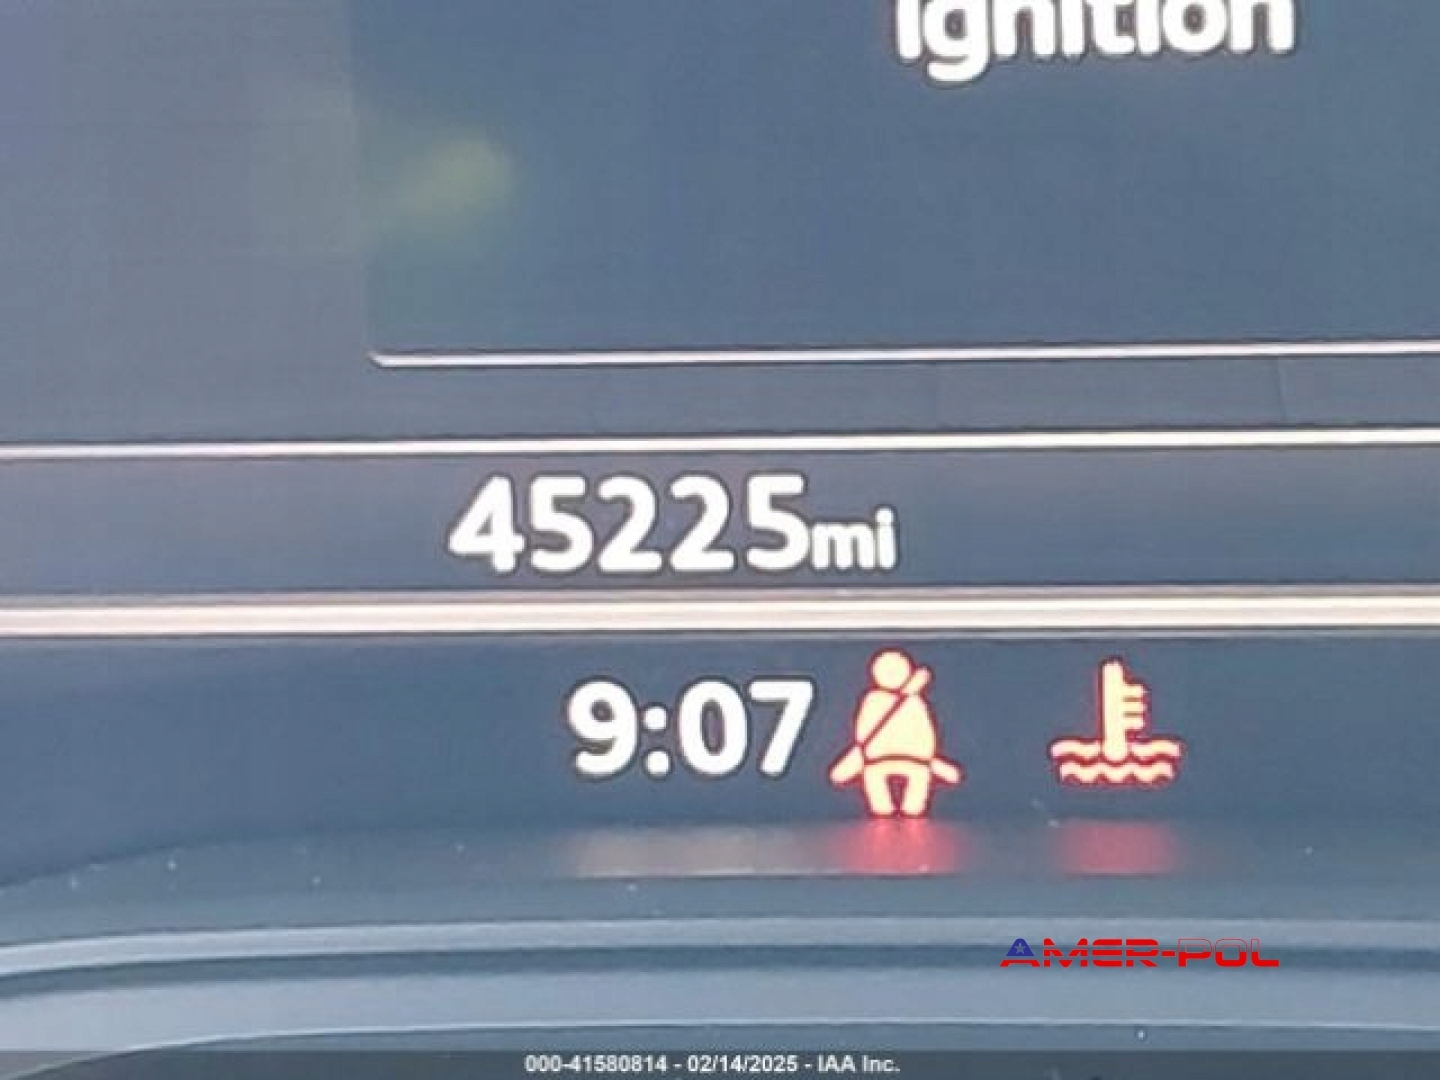 ignition
45225mi
9:07
AMER-POL
000-41580814 - 02/14/2025 - IAA Inc.